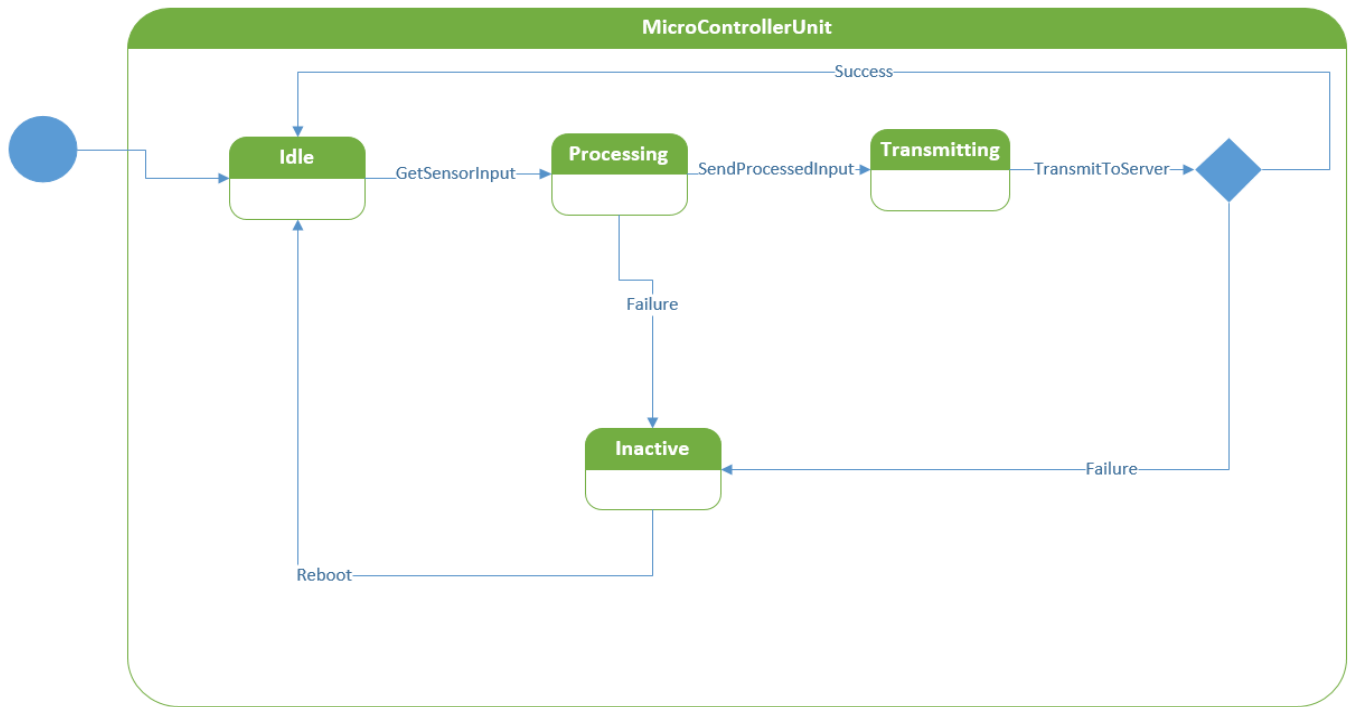 MicroControllerUnit
Success
Idle
GetSensorInput
Processing
SendProcessedInput
Transmitting
TransmitToServer
Failure
Inactive
Failure
Reboot